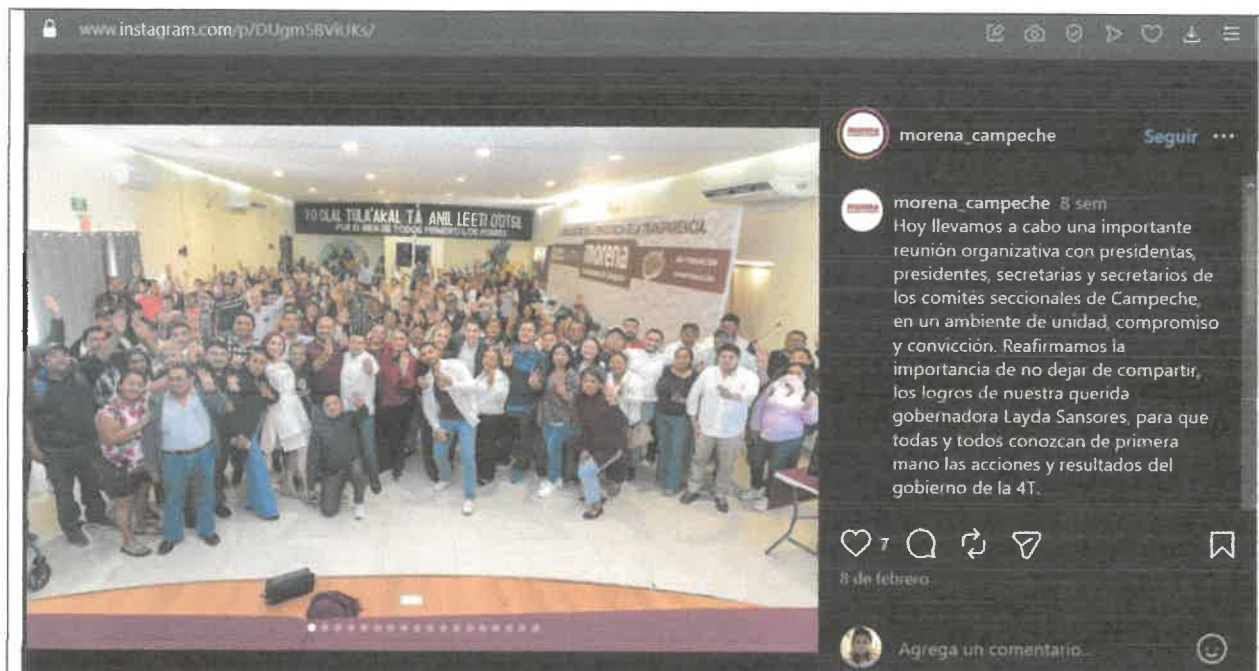 www.instagram.com/p/DUgm5BViUKs/
morena_campeche
Seguir
YO'OLAL TULA'AKAL TA ANIL LEETI OOTSIL
POR EL BIEN DE TODOS PRIMERO LOS POBRES
TRANSPARENCIA
morena
morena_campeche 8 sem
Hoy llevamos a cabo una importante
reunión organizativa con presidentas,
presidentes, secretarias y secretarios de
los comités seccionales de Campeche,
en un ambiente de unidad, compromiso
y convicción. Reafirmamos la
importancia de no dejar de compartir,
los logros de nuestra querida
gobernadora Layda Sansores, para que
todas y todos conozcan de primera
mano las acciones y resultados del
gobierno de la 4T.
7
8 de febrero
Agrega un comentario...